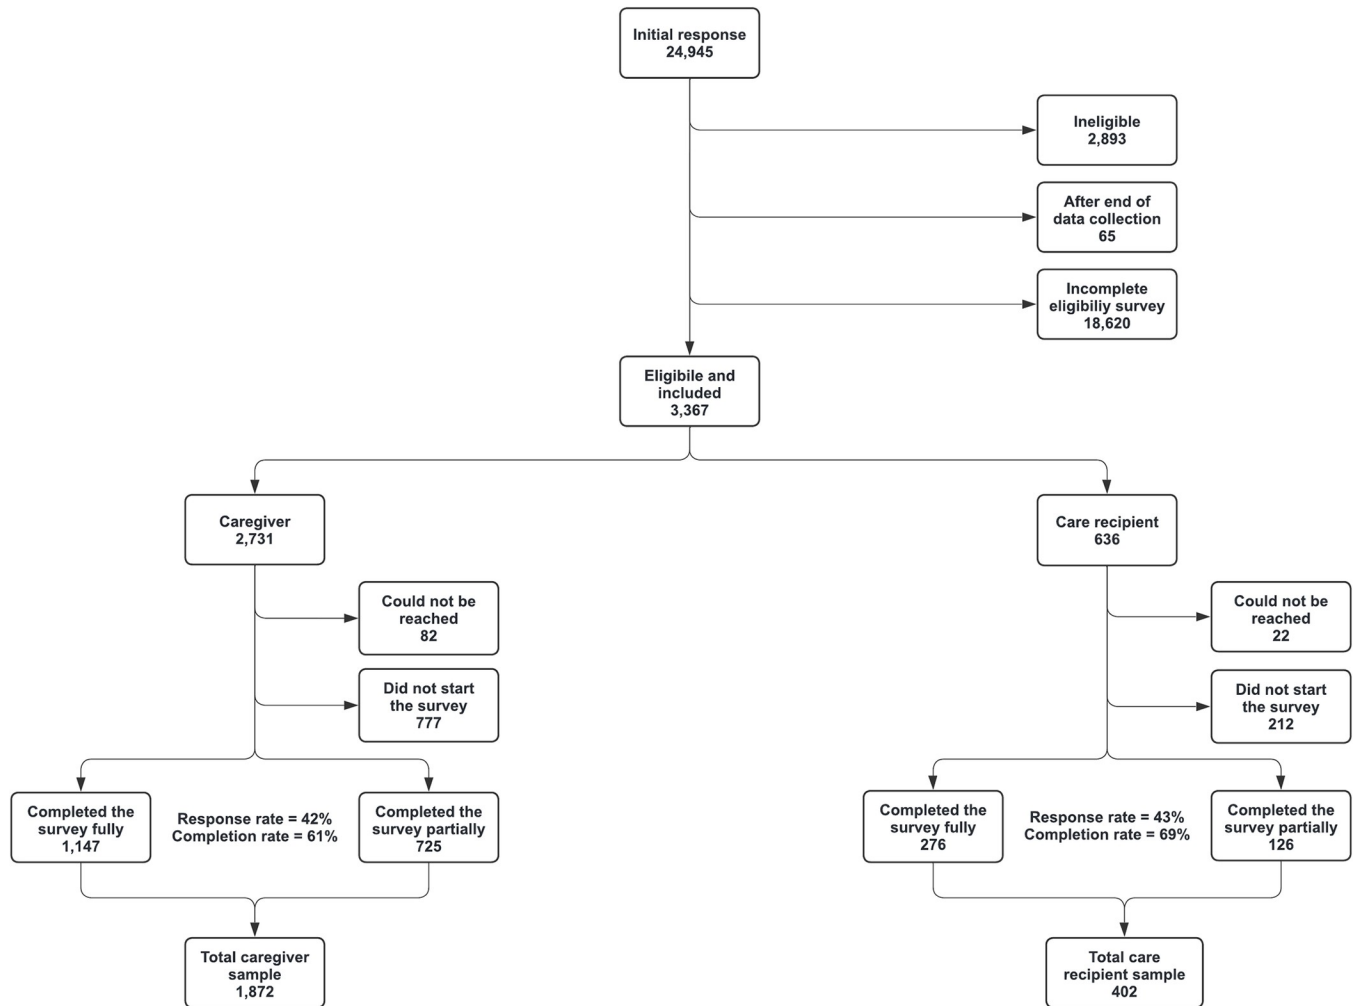 Initial response
24,945
Ineligible
2,893
After end of
data collection
65
Incomplete
eligibiliy survey
18,620
Eligibile and
included
3,367
Caregiver
2,731
Care recipient
636
Could not be
reached
82
Could not be
reached
22
Did not start
the survey
777
Did not start
the survey
212
Completed the
survey fully
1,147
Response rate = 42%
Completion rate = 61%
Completed the
survey partially
725
Completed the
survey fully
276
Response rate = 43%
Completion rate = 69%
Completed the
survey partially
126
Total caregiver
sample
1,872
Total care
recipient sample
402